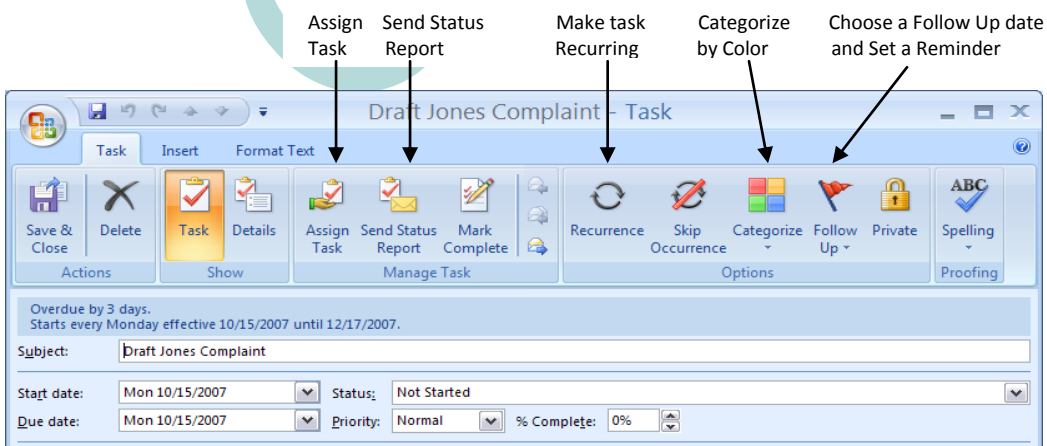 Assign Send Status Make task Categorize Choose a Follow Up date
Task Report Recurring by Color and Set a Reminder
Draft Jones Complaint - Task
Task Insert Format Text
Save & Close
Delete
Task
Details
Assign Task
Send Status Report
Mark Complete
Recurrence
Skip Occurrence
Categorize
Follow Up
Private
ABC
Spelling
Actions Show Manage Task Options Proofing
Overdue by 3 days.
Starts every Monday effective 10/15/2007 until 12/17/2007.
Subject: Draft Jones Complaint
Start date: Mon 10/15/2007 Status: Not Started
Due date: Mon 10/15/2007 Priority: Normal % Complete: 0%